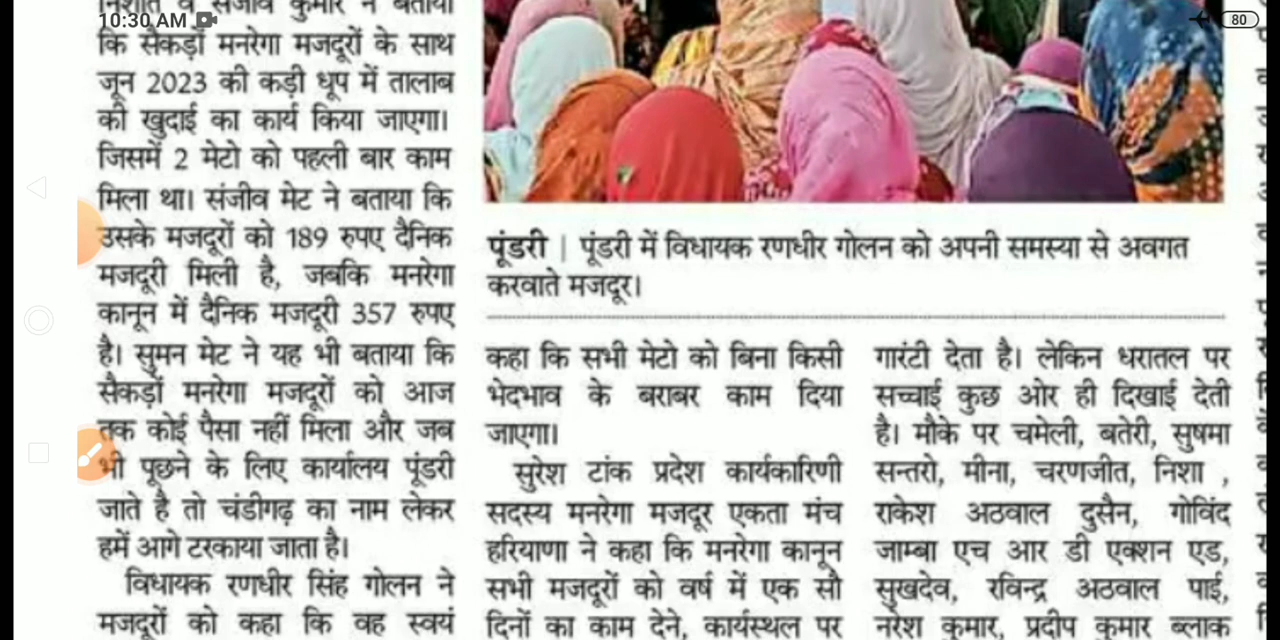 10:30 AM
80
निशांत व संजीव कुमार ने बताया
कि सैकड़ों मनरेगा मजदूरों के साथ
जून 2023 की कड़ी धूप में तालाब
की खुदाई का कार्य किया जाएगा।
जिसमें 2 मेटो को पहली बार काम
मिला था। संजीव मेट ने बताया कि
उसके मजदूरों को 189 रुपए दैनिक
मजदूरी मिली है, जबकि मनरेगा
कानून में दैनिक मजदूरी 357 रुपए
है। सुमन मेट ने यह भी बताया कि
सैकड़ों मनरेगा मजदूरों को आज
तक कोई पैसा नहीं मिला और जब
भी पूछने के लिए कार्यालय पूंडरी
जाते है तो चंडीगढ़ का नाम लेकर
हमें आगे टरकाया जाता है।
विधायक रणधीर सिंह गोलन ने
मजदूरों को कहा कि वह स्वयं
पूंडरी | पूंडरी में विधायक रणधीर गोलन को अपनी समस्या से अवगत
करवाते मजदूर।
कहा कि सभी मेटो को बिना किसी
भेदभाव के बराबर काम दिया
जाएगा।
सुरेश टांक प्रदेश कार्यकारिणी
सदस्य मनरेगा मजदूर एकता मंच
हरियाणा ने कहा कि मनरेगा कानून
सभी मजदूरों को वर्ष में एक सौ
दिनों का काम देने, कार्यस्थल पर
गारंटी देता है। लेकिन धरातल पर
सच्चाई कुछ ओर ही दिखाई देती
है। मौके पर चमेली, बतेरी, सुषमा
सन्तरो, मीना, चरणजीत, निशा ,
राकेश अठवाल दुसैन, गोविंद
जाम्बा एच आर डी एक्शन एड,
सुखदेव, रविन्द्र अठवाल पाई,
नरेश कुमार, प्रदीप कुमार ब्लाक